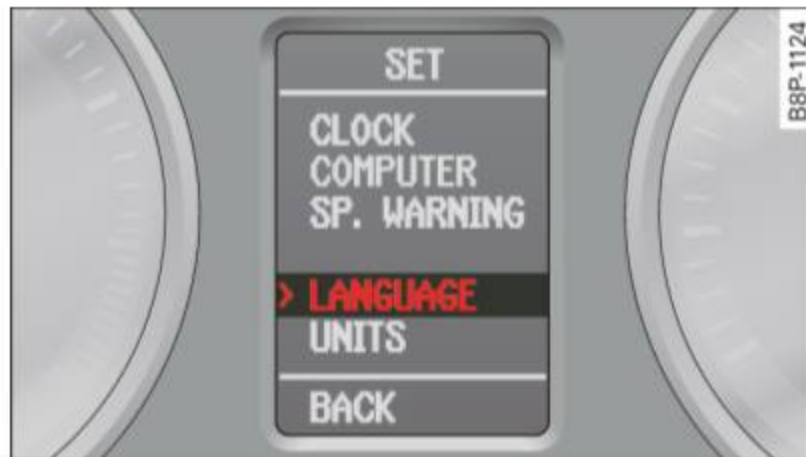 SET
CLOCK
COMPUTER
SP. WARNING
> LANGUAGE
UNITS
BACK
B8P-1124